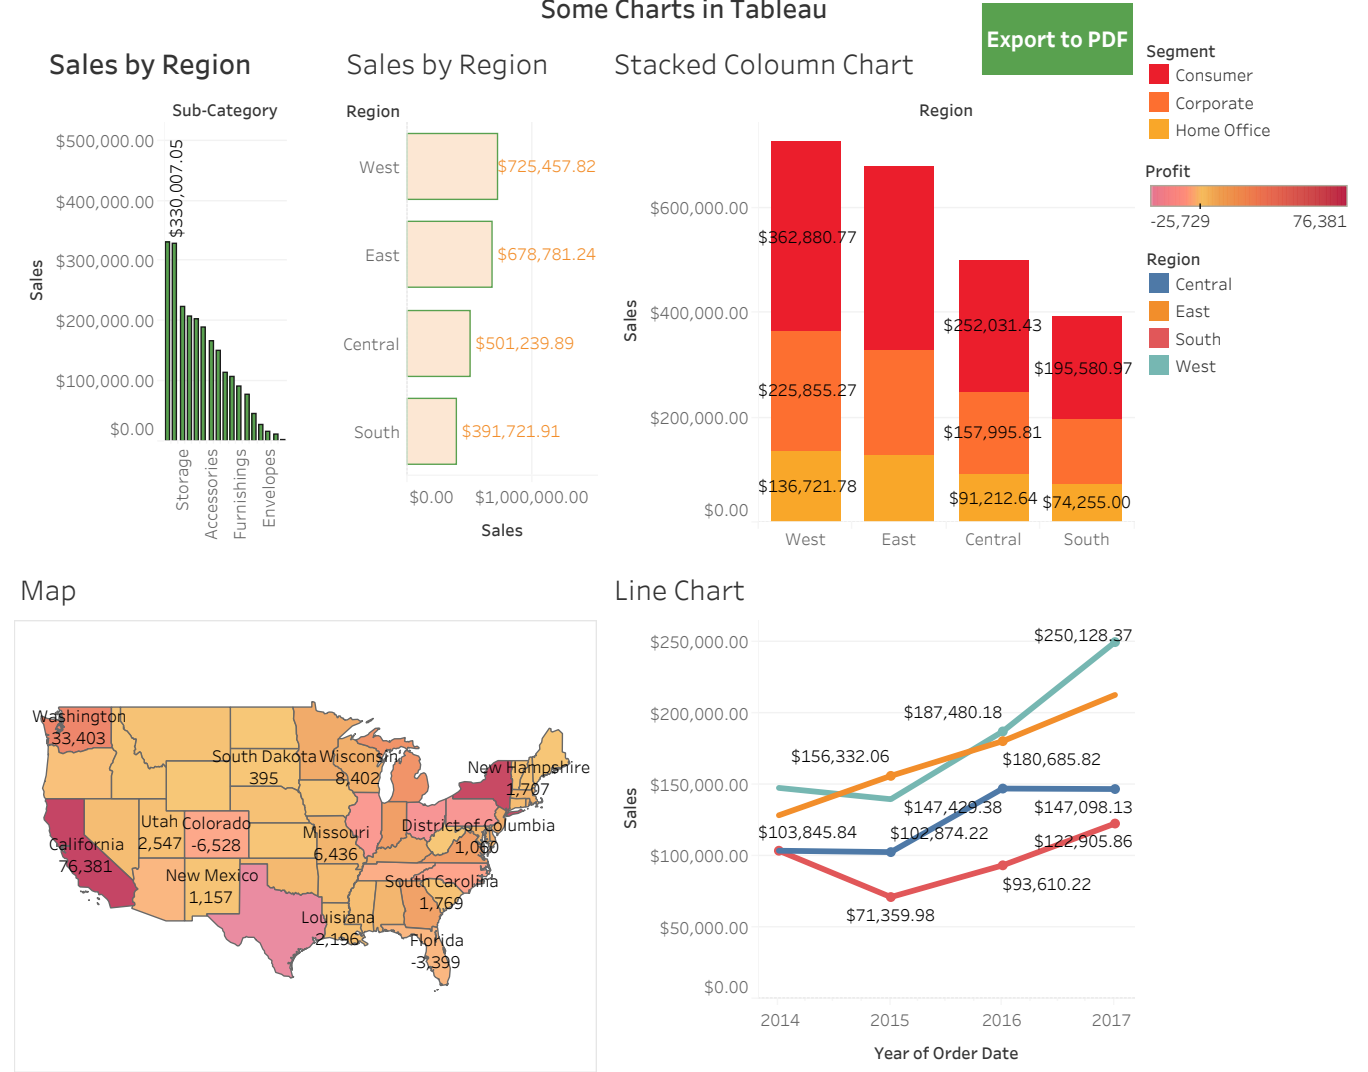 Some Charts in Tableau
Export to PDF
Sales by Region
Sub-Category
Sales
$500,000.00
$400,000.00
$300,000.00
$200,000.00
$100,000.00
$0.00
$330,007.05
Storage
Accessories
Furnishings
Envelopes
Sales by Region
Region
West
$725,457.82
East
$678,781.24
Central
$501,239.89
South
$391,721.91
$0.00
$1,000,000.00
Sales
Stacked Coloumn Chart
Region
Sales
$600,000.00
$400,000.00
$200,000.00
$0.00
$362,880.77
$225,855.27
$136,721.78
$252,031.43
$157,995.81
$91,212.64
$195,580.97
$74,255.00
West
East
Central
South
Segment
Consumer
Corporate
Home Office
Profit
-25,729
76,381
Region
Central
East
South
West
Map
Washington
33,403
South Dakota
395
Wisconsin
8,402
New Hampshire
1,707
Utah
2,547
Colorado
-6,528
Missouri
6,436
District of Columbia
1,060
California
76,381
New Mexico
1,157
South Carolina
1,769
Louisiana
2,196
Florida
-3,399
Line Chart
Sales
$250,000.00
$200,000.00
$150,000.00
$100,000.00
$50,000.00
$0.00
$250,128.37
$187,480.18
$156,332.06
$180,685.82
$147,429.38
$147,098.13
$103,845.84
$102,874.22
$122,905.86
$93,610.22
$71,359.98
2014
2015
2016
2017
Year of Order Date